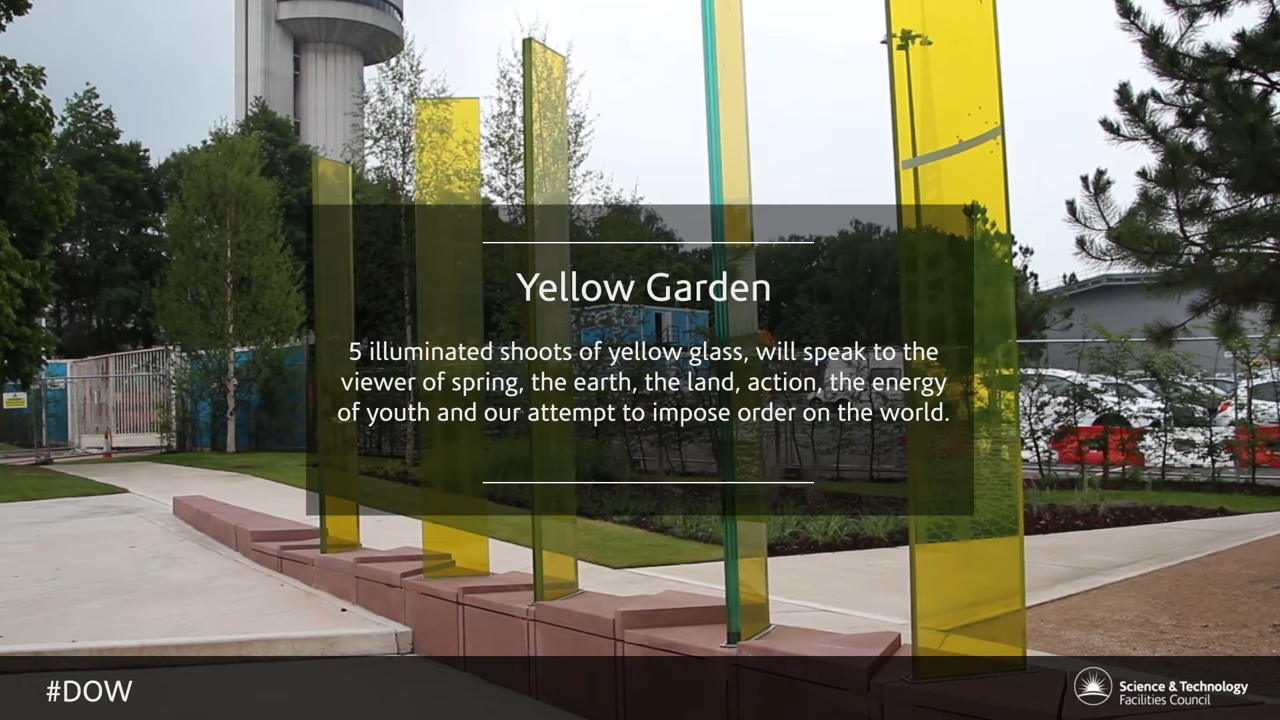 Yellow Garden
5 illuminated shoots of yellow glass, will speak to the
viewer of spring, the earth, the land, action, the energy
of youth and our attempt to impose order on the world.
#DOW
Science & Technology
Facilities Council